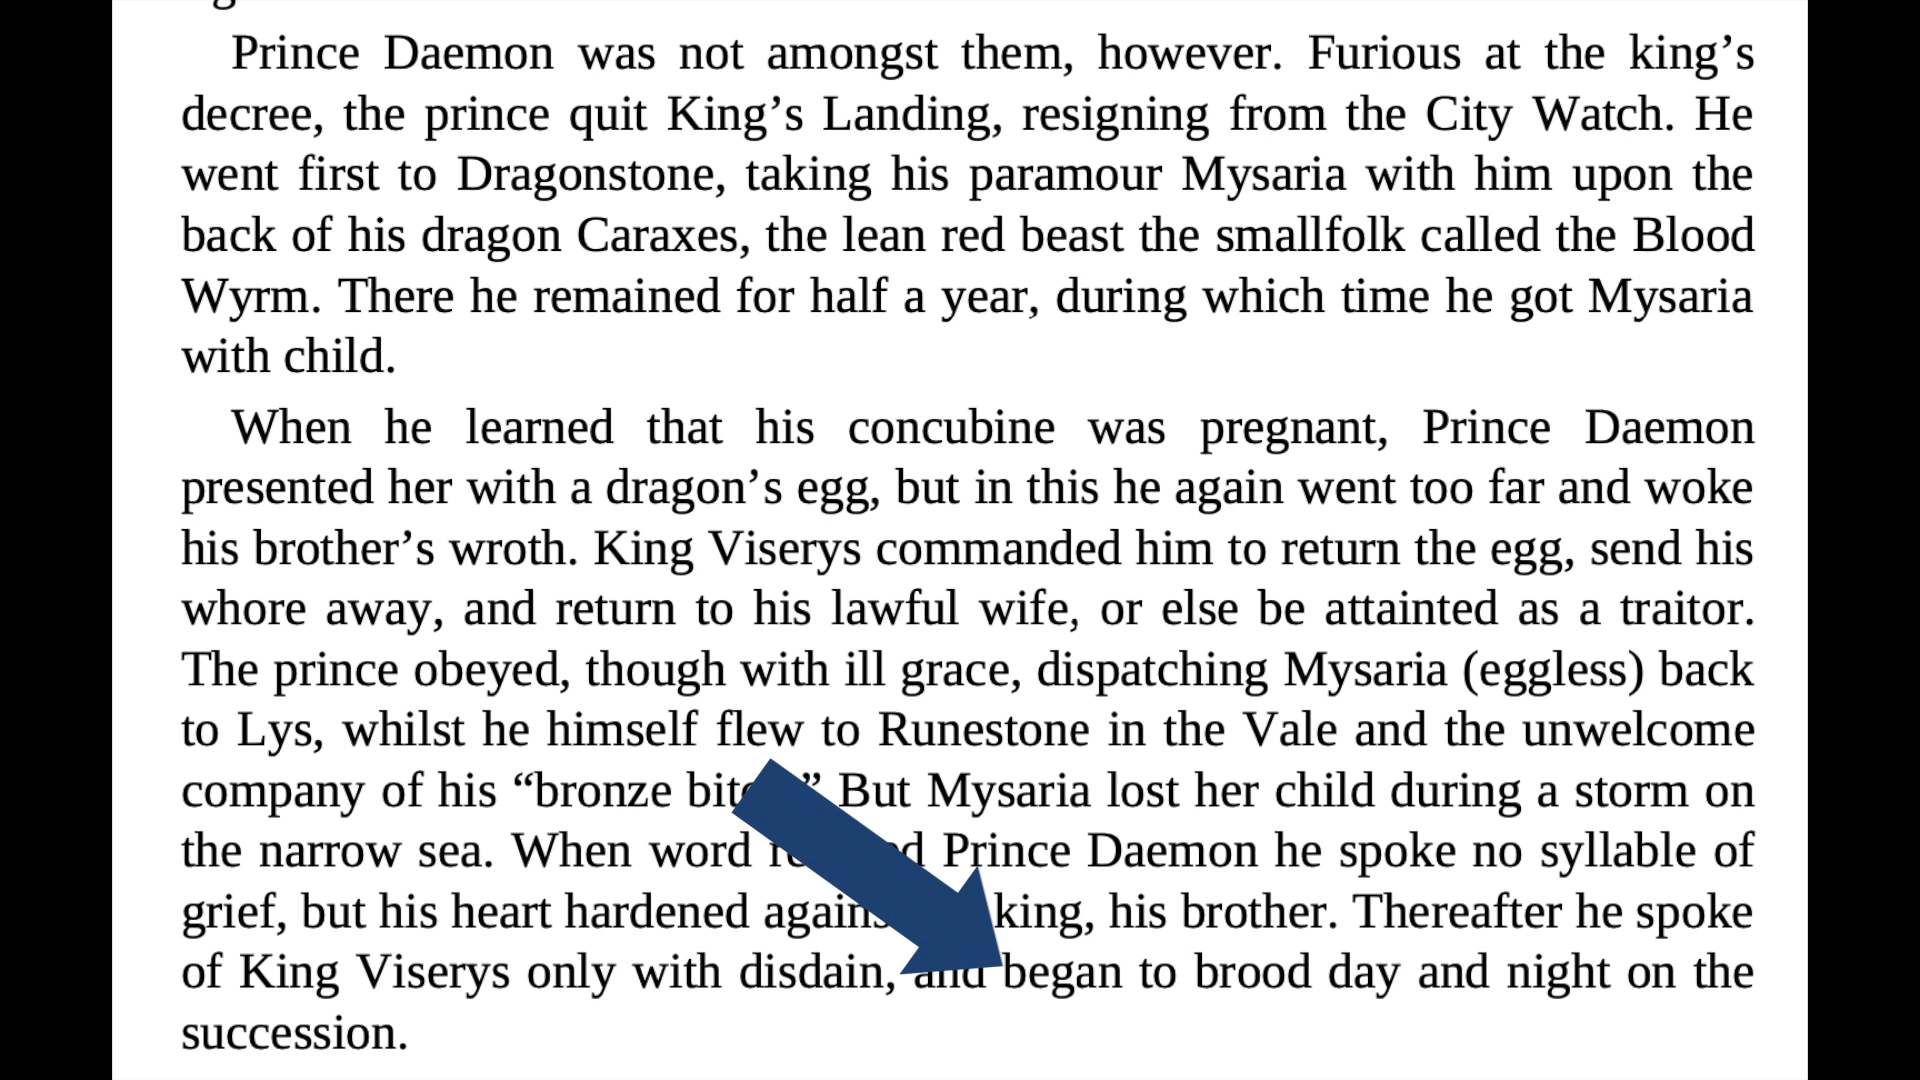 Prince Daemon was not amongst them, however. Furious at the king’s
decree, the prince quit King’s Landing, resigning from the City Watch. He
went first to Dragonstone, taking his paramour Mysaria with him upon the
back of his dragon Caraxes, the lean red beast the smallfolk called the Blood
Wyrm. There he remained for half a year, during which time he got Mysaria
with child.
When he learned that his concubine was pregnant, Prince Daemon
presented her with a dragon’s egg, but in this he again went too far and woke
his brother’s wroth. King Viserys commanded him to return the egg, send his
whore away, and return to his lawful wife, or else be attainted as a traitor.
The prince obeyed, though with ill grace, dispatching Mysaria (eggless) back
to Lys, whilst he himself flew to Runestone in the Vale and the unwelcome
company of his “bronze ” But Mysaria lost her child during a storm on
the narrow sea. When word Prince Daemon he spoke no syllable of
grief, but his heart hardened king, his brother. Thereafter he spoke
of King Viserys only with disdain, and began to brood day and night on the
succession.